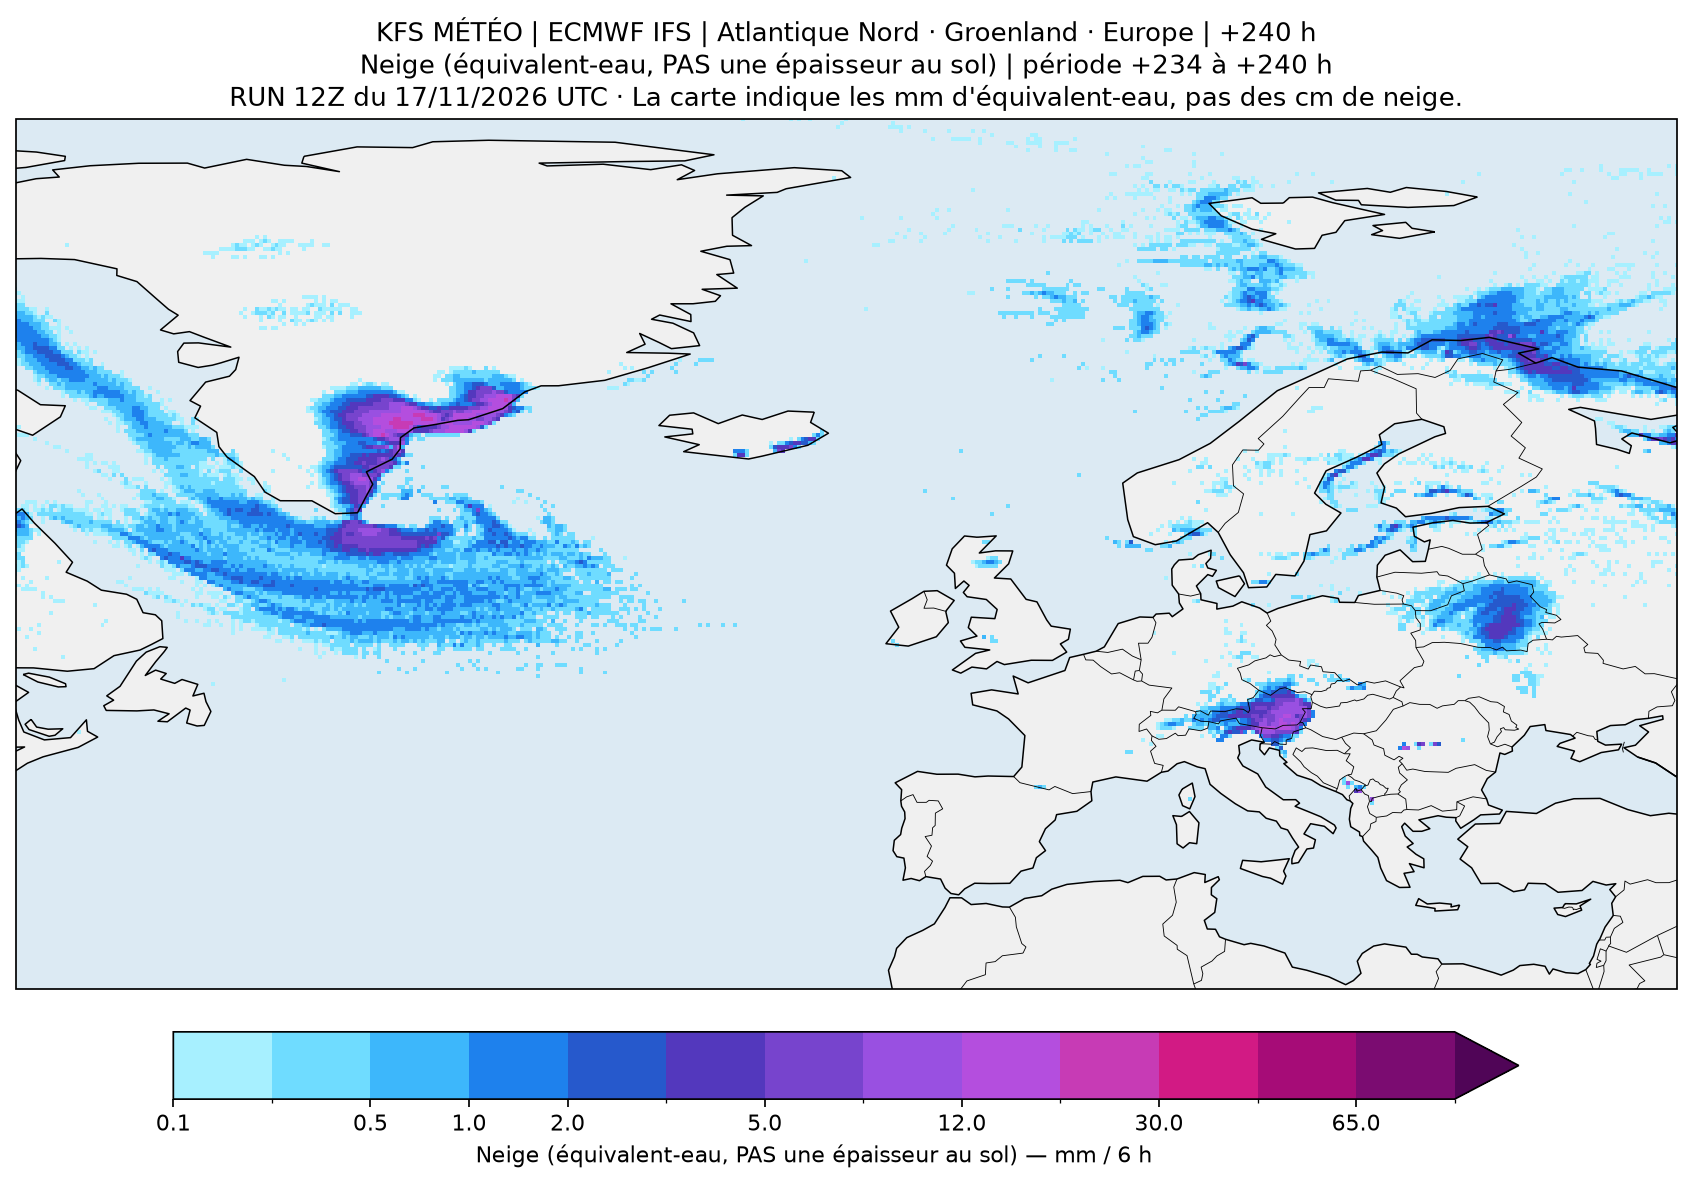 KFS MÉTÉO | ECMWF IFS | Atlantique Nord · Groenland · Europe | +240 h
Neige (équivalent-eau, PAS une épaisseur au sol) | période +234 à +240 h
RUN 12Z du 17/11/2026 UTC · La carte indique les mm d'équivalent-eau, pas des cm de neige.
0.1 0.5 1.0 2.0 5.0 12.0 30.0 65.0
Neige (équivalent-eau, PAS une épaisseur au sol) — mm / 6 h